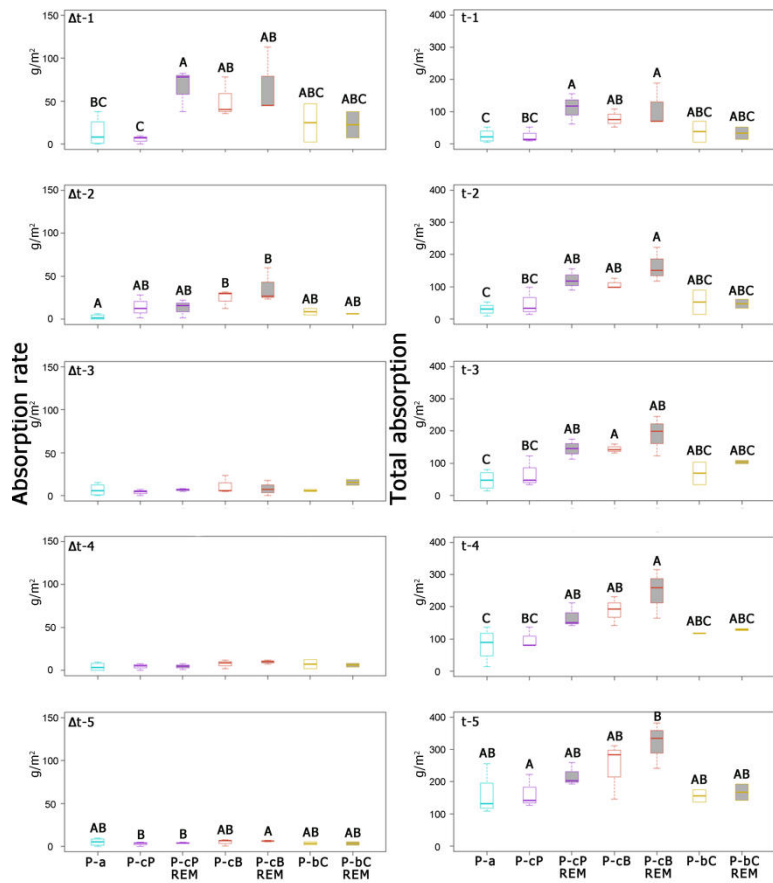 Δt-1
150
100
50
0
g/m²
BC
C
A
AB
AB
ABC
ABC
t-1
400
300
200
100
0
g/m²
C
BC
A
AB
A
ABC
ABC
Δt-2
150
100
50
0
g/m²
A
AB
AB
B
B
AB
AB
t-2
400
300
200
100
0
g/m²
C
BC
AB
AB
A
ABC
ABC
Absorption rate
Δt-3
150
100
50
0
g/m²
Total absorption
t-3
400
300
200
100
0
g/m²
C
BC
AB
A
AB
ABC
ABC
Δt-4
150
100
50
0
g/m²
t-4
400
300
200
100
0
g/m²
C
BC
AB
AB
A
ABC
ABC
Δt-5
150
100
50
0
g/m²
AB
B
B
AB
A
AB
AB
P-a P-cP P-cP P-cB P-cB P-bC P-bC
REM REM REM
t-5
400
300
200
100
0
g/m²
AB
A
AB
AB
B
AB
AB
P-a P-cP P-cP P-cB P-cB P-bC P-bC
REM REM REM